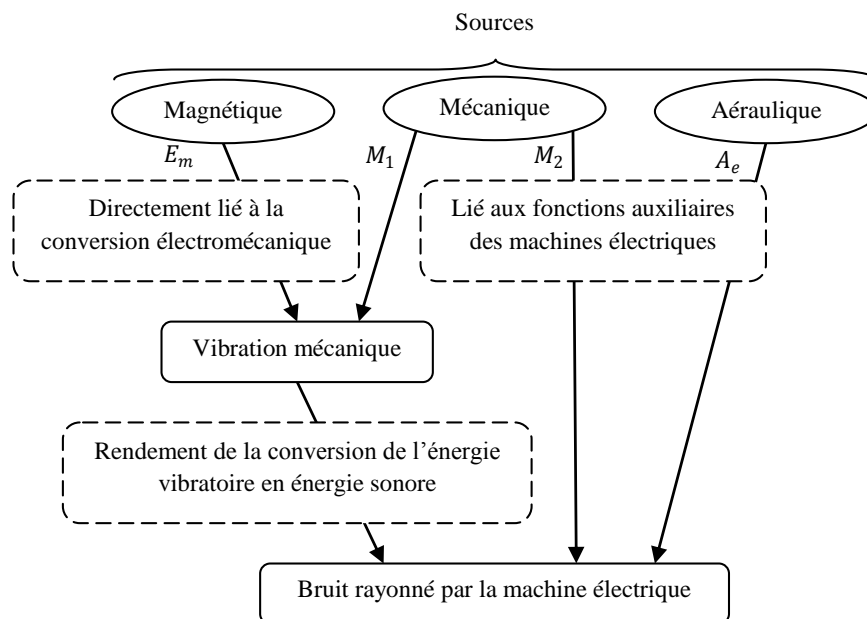 Sources
Magnétique
Mécanique
Aéraulique
E_m
M_1
M_2
A_e
Directement lié à la
conversion électromécanique
Lié aux fonctions auxiliaires
des machines électriques
Vibration mécanique
Rendement de la conversion de l’énergie
vibratoire en énergie sonore
Bruit rayonné par la machine électrique